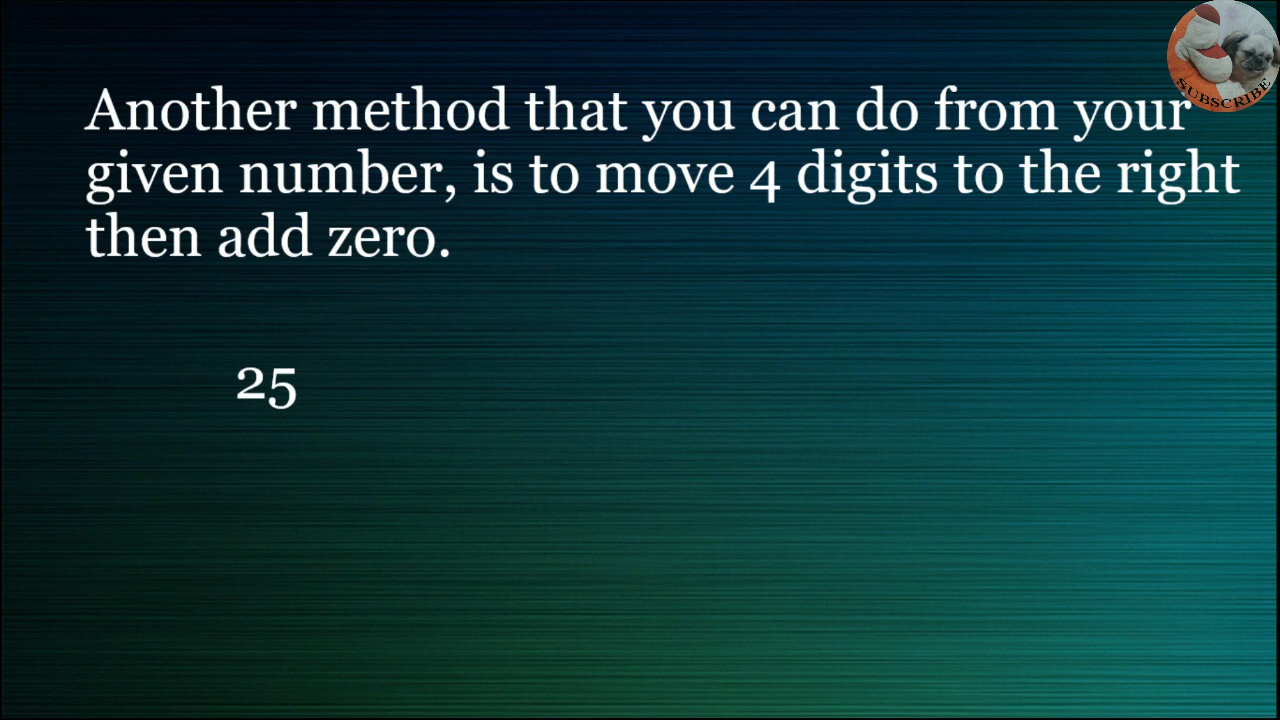 SUBSCRIBE
Another method that you can do from your
given number, is to move 4 digits to the right
then add zero.
25